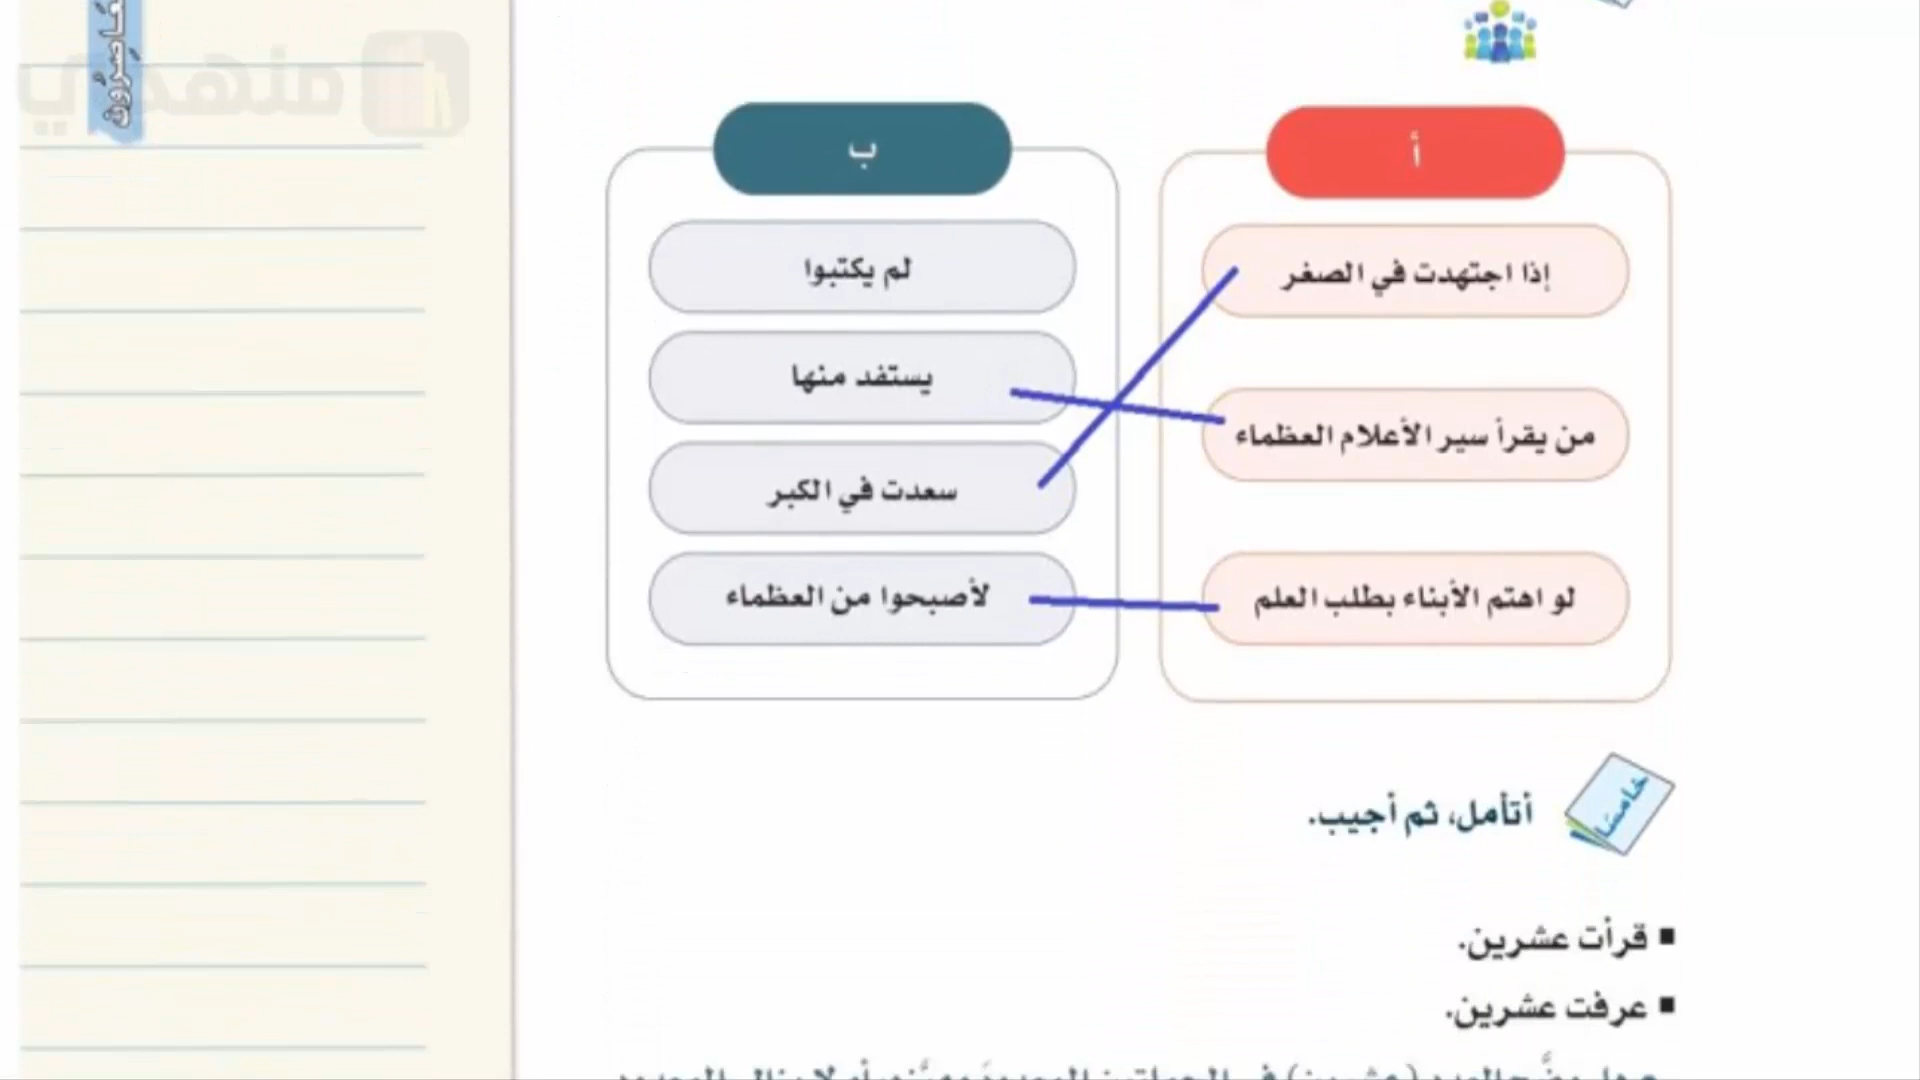 أ
إذا اجتهدت في الصغر
من يقرأ سير الأعلام العظماء
لو اهتم الأبناء بطلب العلم
ب
لم يكتبوا
يستفد منها
سعدت في الكبر
لأصبحوا من العظماء
خامسًا
أتأمل، ثم أجيب.
قرأت عشرين.
عرفت عشرين.